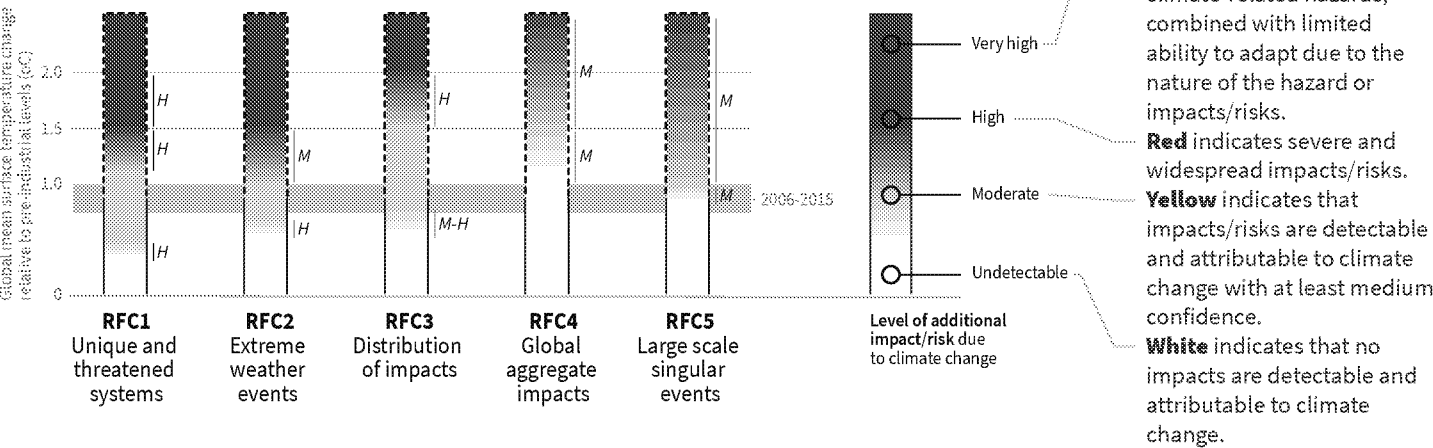 Global mean surface temperature change
relative to pre-industrial levels (oC)
2.0
1.5
1.0
0
H
H
H
M
H
H
M-H
M
M
M
M
2006-2015
RFC1
Unique and
threatened
systems
RFC2
Extreme
weather
events
RFC3
Distribution
of impacts
RFC4
Global
aggregate
impacts
RFC5
Large scale
singular
events
Very high
High
Moderate
Undetectable
Level of additional
impact/risk due
to climate change
combined with limited
ability to adapt due to the
nature of the hazard or
impacts/risks.
Red indicates severe and
widespread impacts/risks.
Yellow indicates that
impacts/risks are detectable
and attributable to climate
change with at least medium
confidence.
White indicates that no
impacts are detectable and
attributable to climate
change.